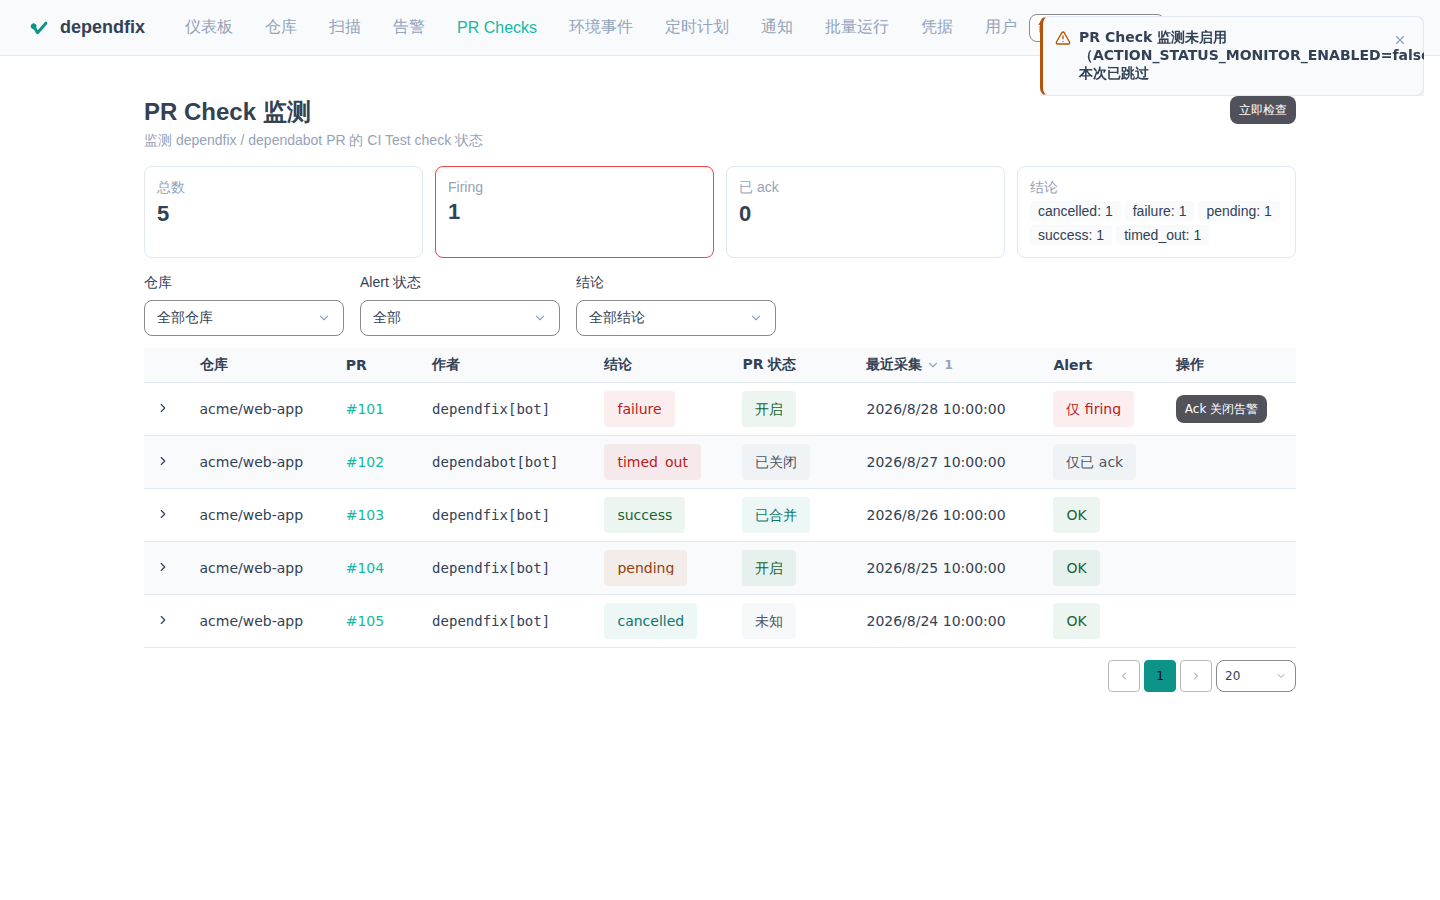 dependfix 仪表板 仓库 扫描 告警 PR Checks 环境事件 定时计划 通知 批量运行 凭据 用户
PR Check 监测未启用
（ACTION_STATUS_MONITOR_ENABLED=false
本次已跳过
PR Check 监测
立即检查
监测 dependfix / dependabot PR 的 CI Test check 状态
总数
5
Firing
1
已 ack
0
结论
cancelled: 1 failure: 1 pending: 1
success: 1 timed_out: 1
仓库 Alert 状态 结论
全部仓库 全部 全部结论
仓库 PR 作者 结论 PR 状态 最近采集 1 Alert 操作
acme/web-app #101 dependfix[bot] failure 开启 2026/8/28 10:00:00 仅 firing Ack 关闭告警
acme/web-app #102 dependabot[bot] timed_out 已关闭 2026/8/27 10:00:00 仅已 ack
acme/web-app #103 dependfix[bot] success 已合并 2026/8/26 10:00:00 OK
acme/web-app #104 dependfix[bot] pending 开启 2026/8/25 10:00:00 OK
acme/web-app #105 dependfix[bot] cancelled 未知 2026/8/24 10:00:00 OK
1 20